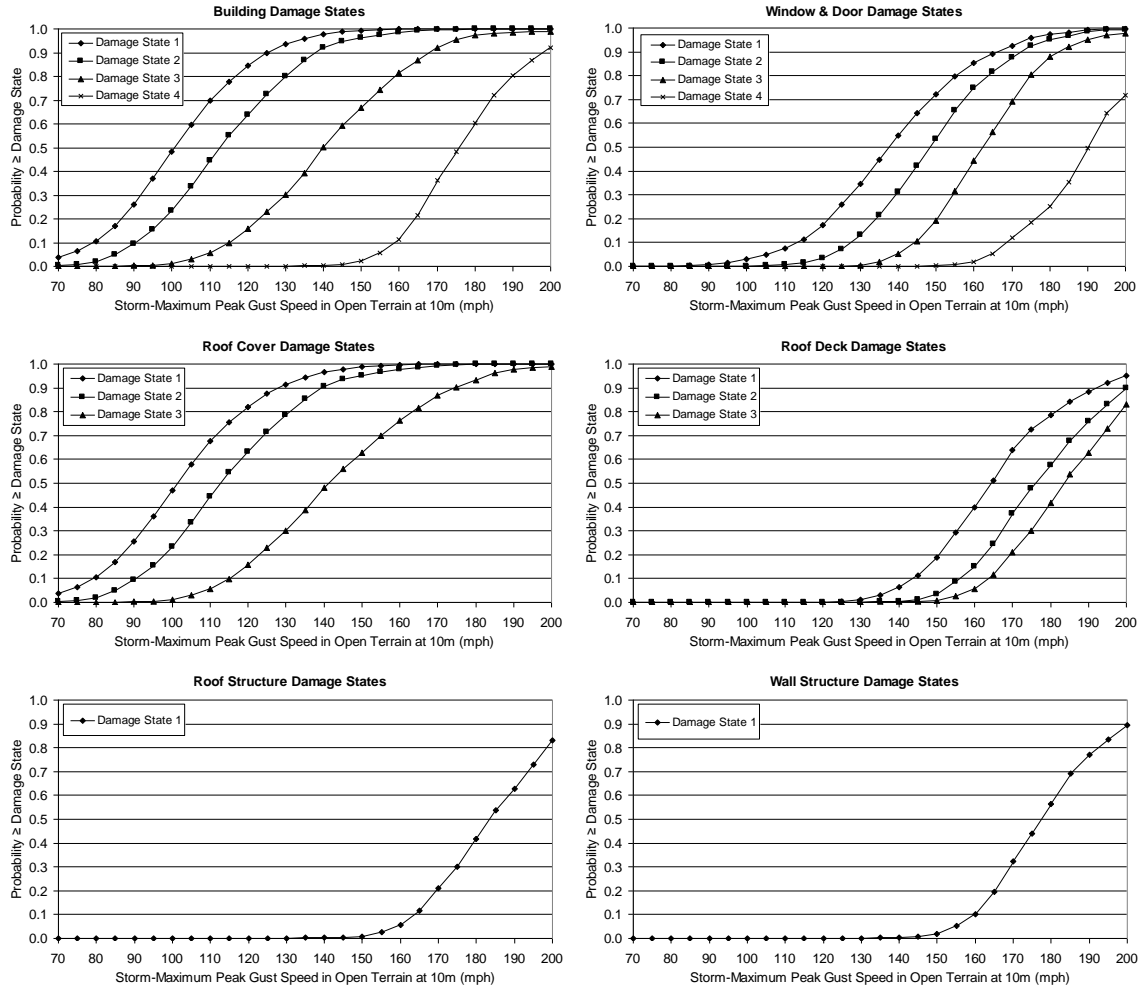 Building Damage States
1.0
0.9
0.8
0.7
0.6
0.5
0.4
0.3
0.2
0.1
0.0
Probability ≥ Damage State
Damage State 1
Damage State 2
Damage State 3
Damage State 4
70 80 90 100 110 120 130 140 150 160 170 180 190 200
Storm-Maximum Peak Gust Speed in Open Terrain at 10m (mph)
Window & Door Damage States
1.0
0.9
0.8
0.7
0.6
0.5
0.4
0.3
0.2
0.1
0.0
Probability ≥ Damage State
Damage State 1
Damage State 2
Damage State 3
Damage State 4
70 80 90 100 110 120 130 140 150 160 170 180 190 200
Storm-Maximum Peak Gust Speed in Open Terrain at 10m (mph)
Roof Cover Damage States
1.0
0.9
0.8
0.7
0.6
0.5
0.4
0.3
0.2
0.1
0.0
Probability ≥ Damage State
Damage State 1
Damage State 2
Damage State 3
70 80 90 100 110 120 130 140 150 160 170 180 190 200
Storm-Maximum Peak Gust Speed in Open Terrain at 10m (mph)
Roof Deck Damage States
1.0
0.9
0.8
0.7
0.6
0.5
0.4
0.3
0.2
0.1
0.0
Probability ≥ Damage State
Damage State 1
Damage State 2
Damage State 3
70 80 90 100 110 120 130 140 150 160 170 180 190 200
Storm-Maximum Peak Gust Speed in Open Terrain at 10m (mph)
Roof Structure Damage States
1.0
0.9
0.8
0.7
0.6
0.5
0.4
0.3
0.2
0.1
0.0
Probability ≥ Damage State
Damage State 1
70 80 90 100 110 120 130 140 150 160 170 180 190 200
Storm-Maximum Peak Gust Speed in Open Terrain at 10m (mph)
Wall Structure Damage States
1.0
0.9
0.8
0.7
0.6
0.5
0.4
0.3
0.2
0.1
0.0
Probability ≥ Damage State
Damage State 1
70 80 90 100 110 120 130 140 150 160 170 180 190 200
Storm-Maximum Peak Gust Speed in Open Terrain at 10m (mph)